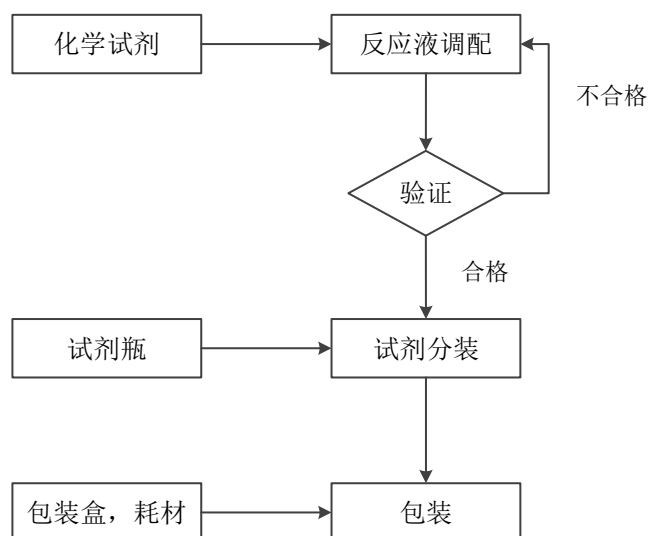 化学试剂
反应液调配
不合格
验证
合格
试剂瓶
试剂分装
包装盒，耗材
包装